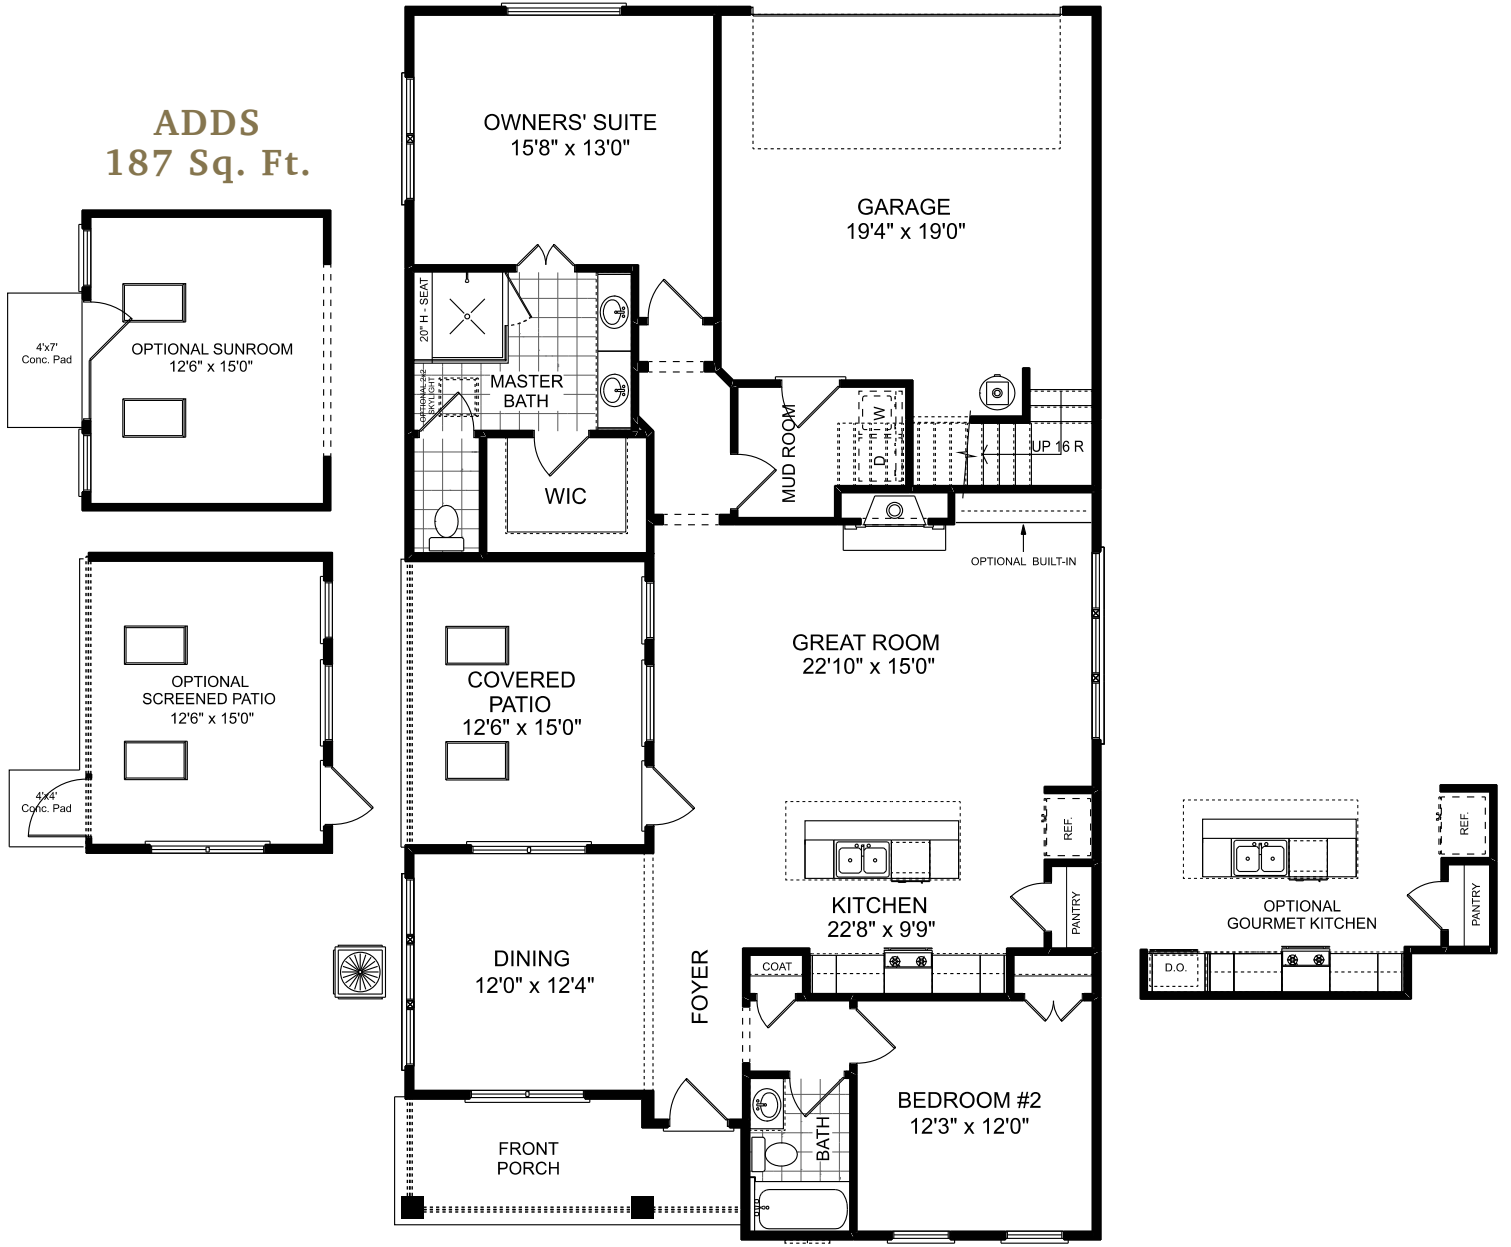 ADDS
187 Sq. Ft.
4'x7'
Conc. Pad
OPTIONAL SUNROOM
12'6" x 15'0"
OPTIONAL
SCREENED PATIO
12'6" x 15'0"
4'x4'
Conc. Pad
OWNERS' SUITE
15'8" x 13'0"
GARAGE
19'4" x 19'0"
20" H - SEAT
OPTIONAL 2x2
SKYLIGHT
MASTER
BATH
WIC
MUD ROOM
W
D
UP 16 R
OPTIONAL BUILT-IN
COVERED
PATIO
12'6" x 15'0"
GREAT ROOM
22'10" x 15'0"
REF.
KITCHEN
22'8" x 9'9"
PANTRY
DINING
12'0" x 12'4"
FOYER
COAT
BEDROOM #2
12'3" x 12'0"
BATH
FRONT
PORCH
REF.
OPTIONAL
GOURMET KITCHEN
PANTRY
D.O.